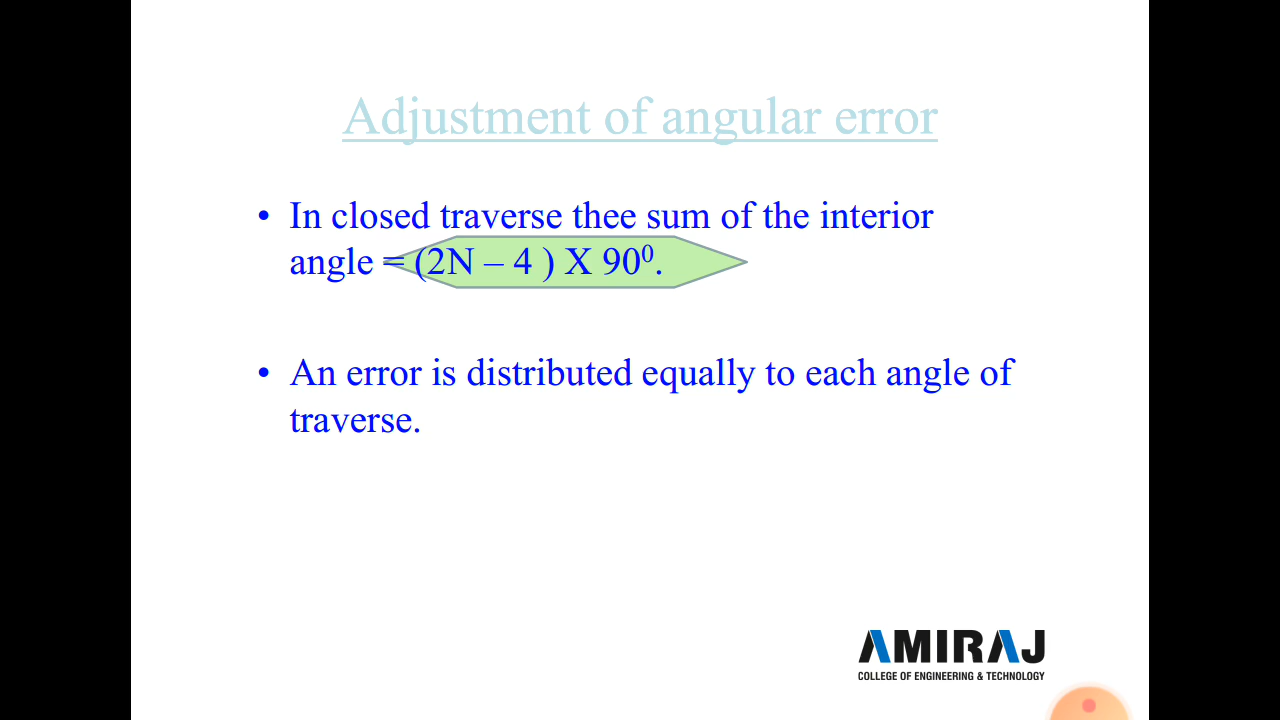 Adjustment of angular error
• In closed traverse thee sum of the interior
angle = (2N – 4 ) X 90⁰.
• An error is distributed equally to each angle of
traverse.
AMIRAJ
COLLEGE OF ENGINEERING & TECHNOLOGY